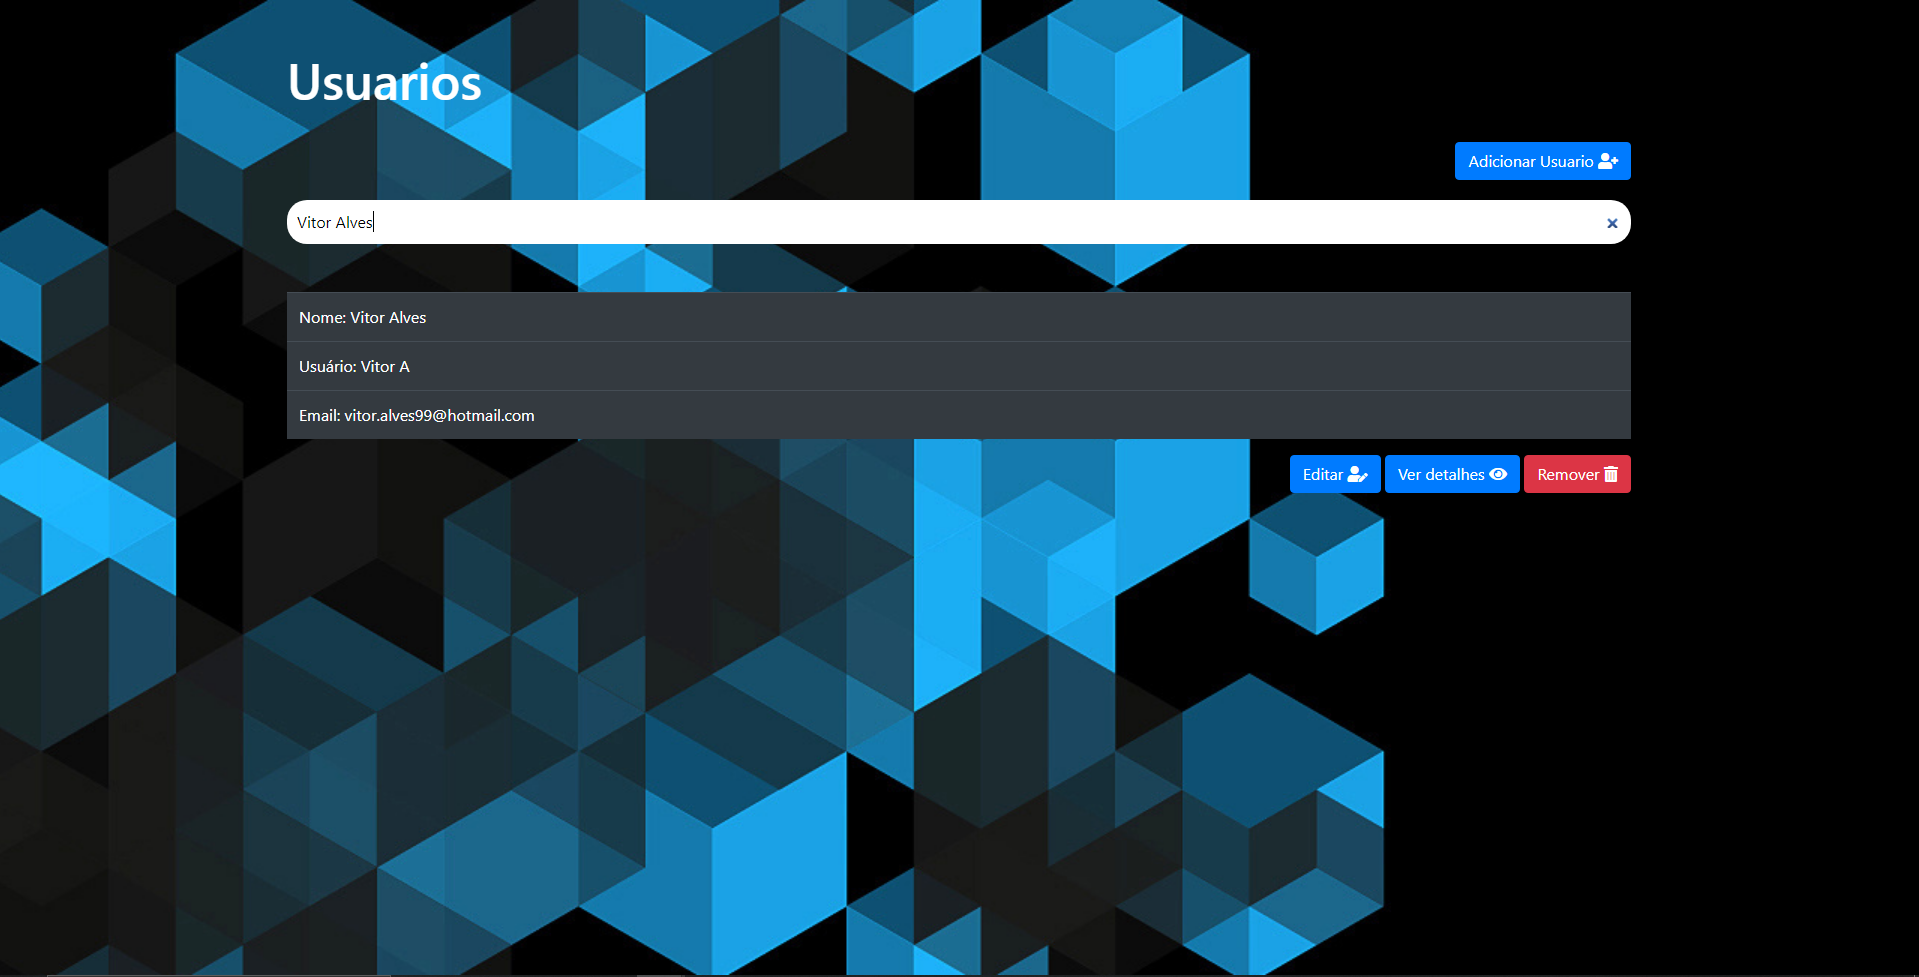 Usuarios
Adicionar Usuario
Vitor Alves
Nome: Vitor Alves
Usuário: Vitor A
Email: vitor.alves99@hotmail.com
Editar Ver detalhes Remover